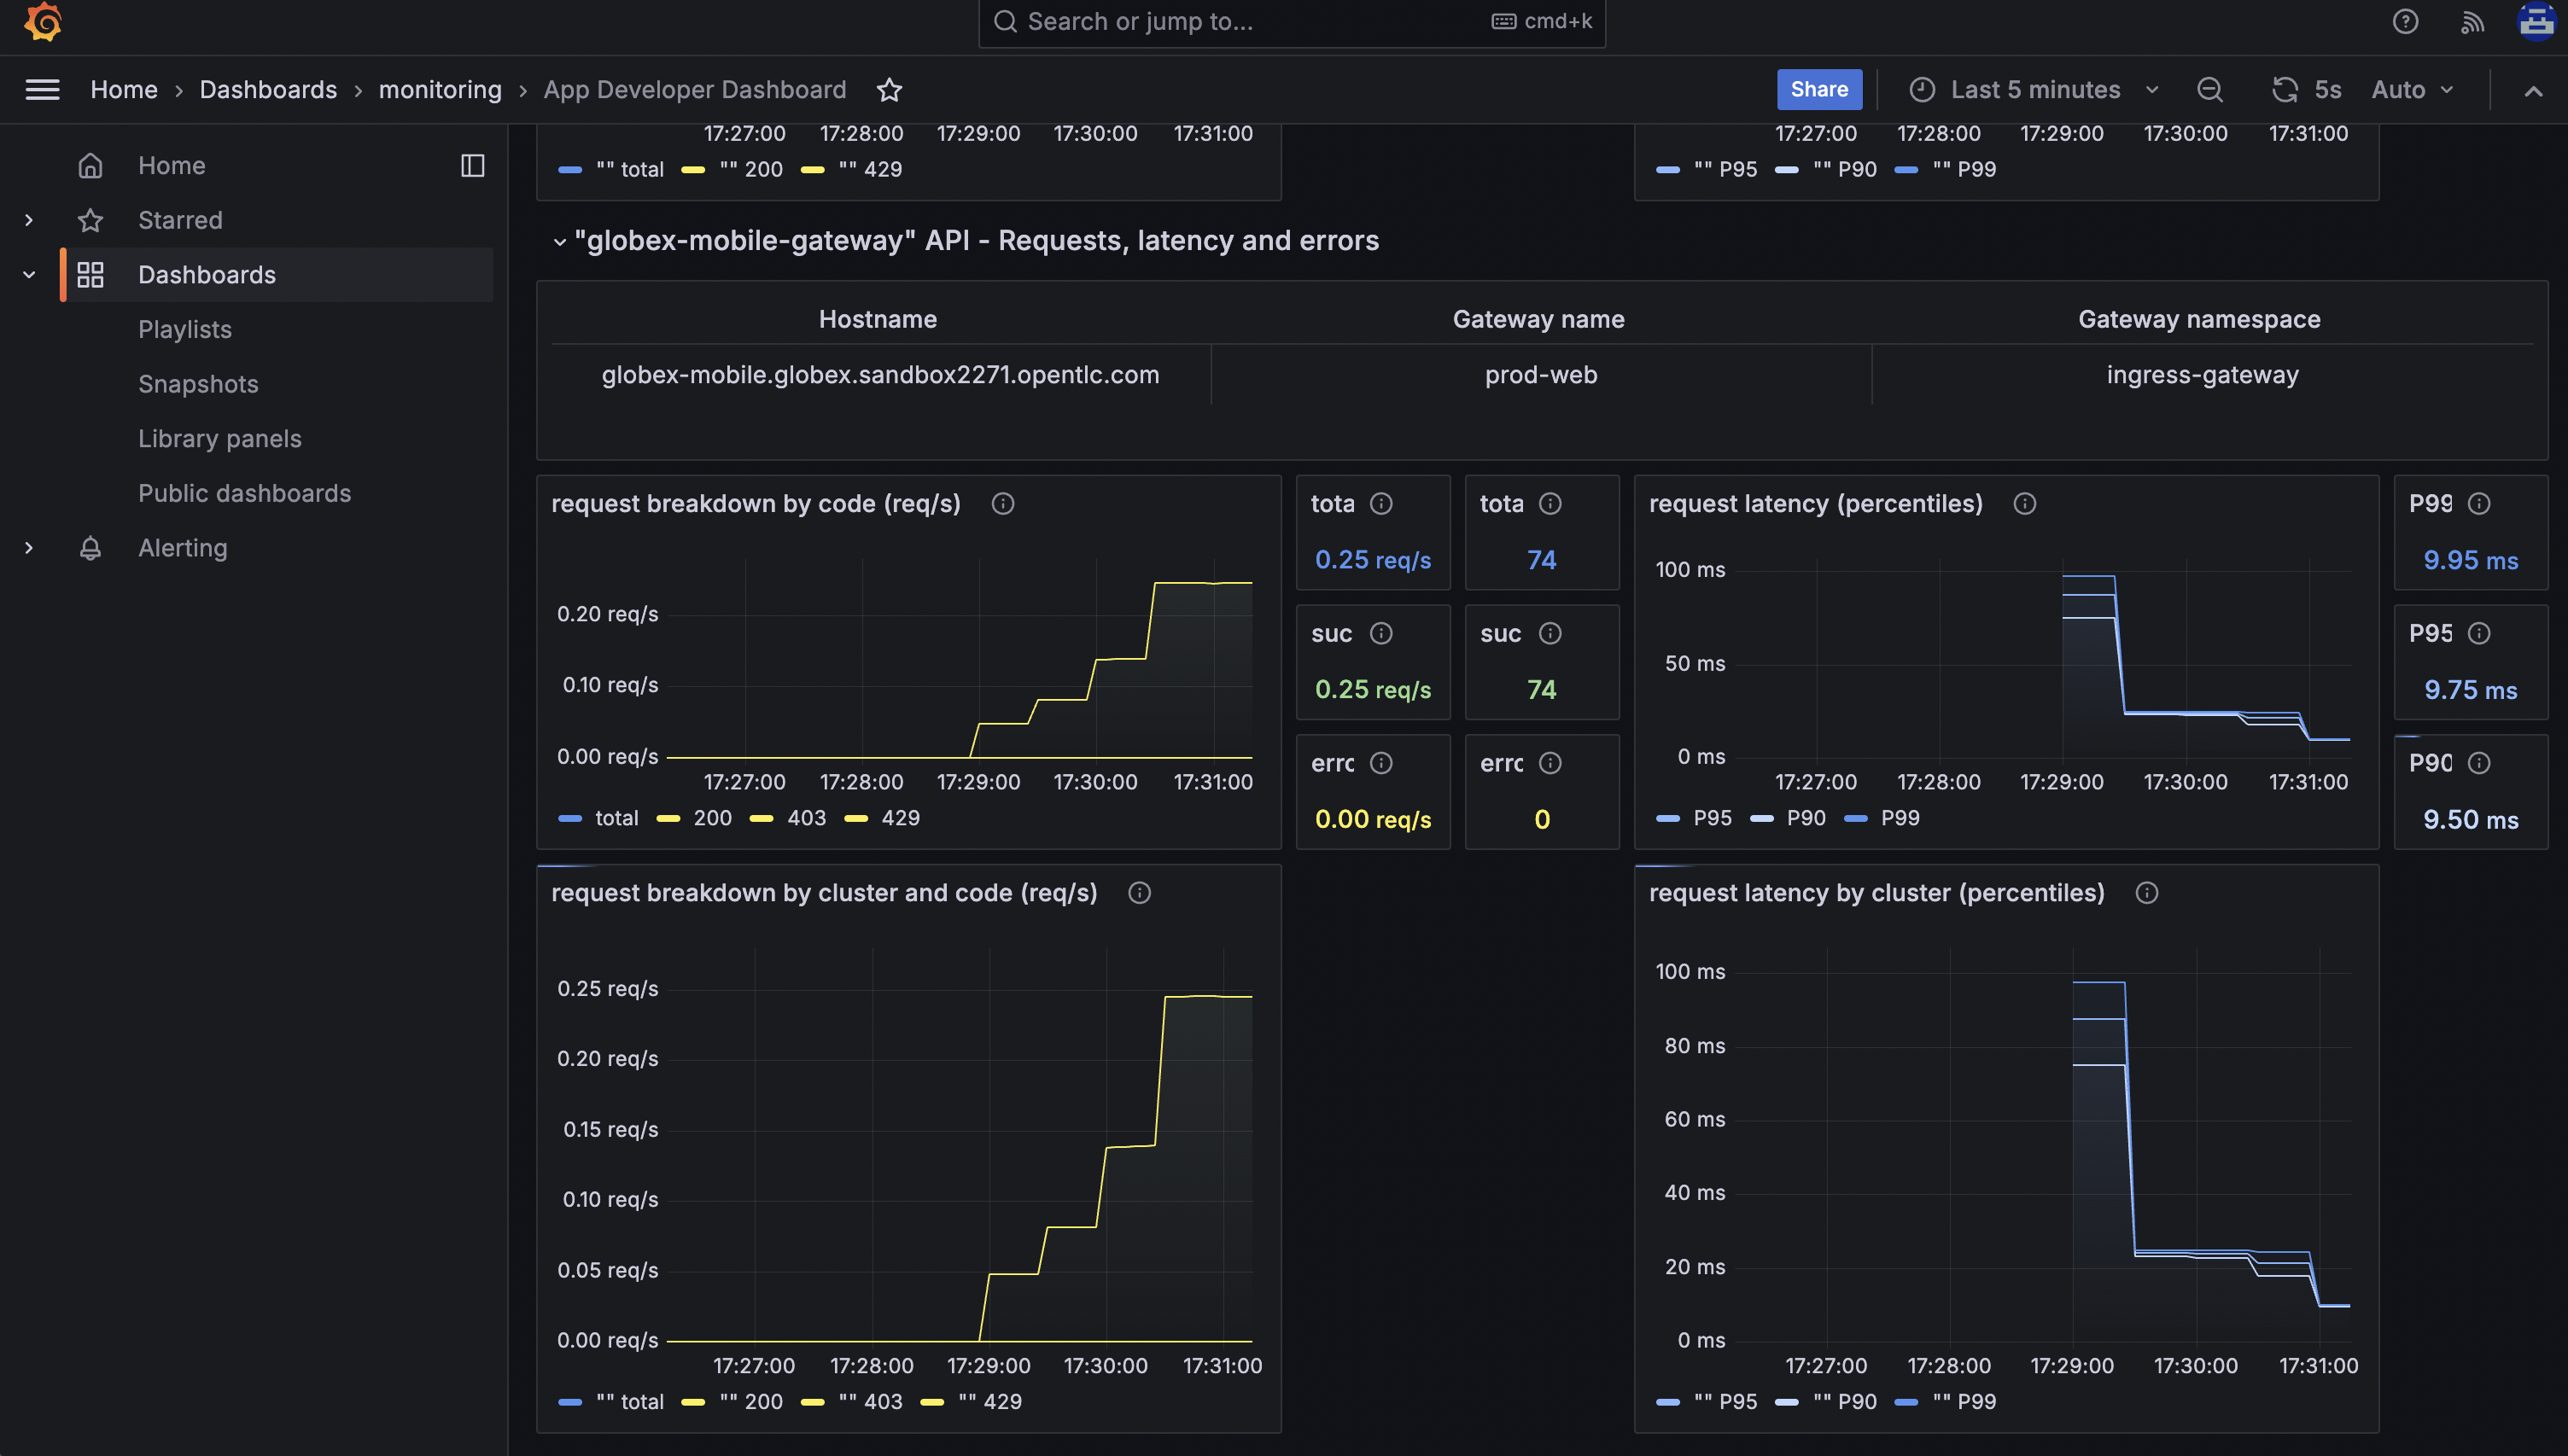 Search or jump to...
cmd+k
Home › Dashboards › monitoring › App Developer Dashboard
Share
Last 5 minutes
5s
Auto
Home
Starred
Dashboards
Playlists
Snapshots
Library panels
Public dashboards
Alerting
17:27:00 17:28:00 17:29:00 17:30:00 17:31:00
"" total "" 200 "" 429
17:27:00 17:28:00 17:29:00 17:30:00 17:31:00
"" P95 "" P90 "" P99
"globex-mobile-gateway" API - Requests, latency and errors
Hostname Gateway name Gateway namespace
globex-mobile.globex.sandbox2271.opentlc.com prod-web ingress-gateway
request breakdown by code (req/s)
0.20 req/s
0.10 req/s
0.00 req/s
17:27:00 17:28:00 17:29:00 17:30:00 17:31:00
total 200 403 429
tota
0.25 req/s
tota
74
suc
0.25 req/s
suc
74
errc
0.00 req/s
errc
0
request latency (percentiles)
100 ms
50 ms
0 ms
17:27:00 17:28:00 17:29:00 17:30:00 17:31:00
P95 P90 P99
P99
9.95 ms
P95
9.75 ms
P90
9.50 ms
request breakdown by cluster and code (req/s)
0.25 req/s
0.20 req/s
0.15 req/s
0.10 req/s
0.05 req/s
0.00 req/s
17:27:00 17:28:00 17:29:00 17:30:00 17:31:00
"" total "" 200 "" 403 "" 429
request latency by cluster (percentiles)
100 ms
80 ms
60 ms
40 ms
20 ms
0 ms
17:27:00 17:28:00 17:29:00 17:30:00 17:31:00
"" P95 "" P90 "" P99